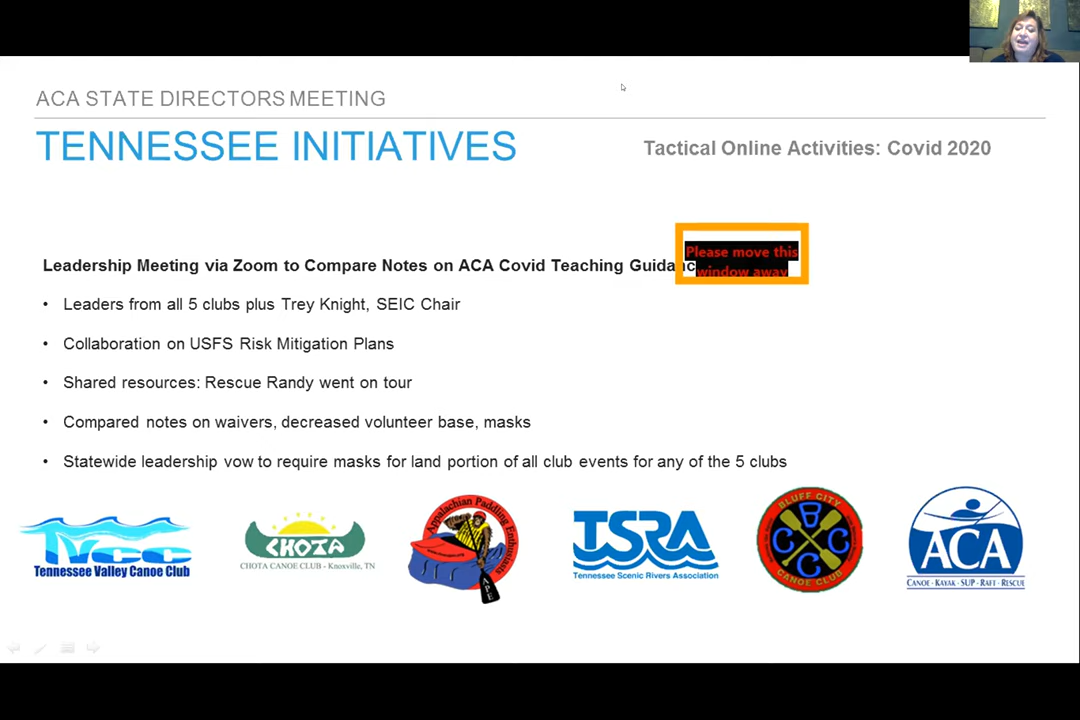 ACA STATE DIRECTORS MEETING
TENNESSEE INITIATIVES
Tactical Online Activities: Covid 2020
Please move this
window away
Leadership Meeting via Zoom to Compare Notes on ACA Covid Teaching Guidanc
• Leaders from all 5 clubs plus Trey Knight, SEIC Chair
• Collaboration on USFS Risk Mitigation Plans
• Shared resources: Rescue Randy went on tour
• Compared notes on waivers, decreased volunteer base, masks
• Statewide leadership vow to require masks for land portion of all club events for any of the 5 clubs
TVCC
Tennessee Valley Canoe Club
CHOTA
CHOTA CANOE CLUB - Knoxville, TN
Appalachian Paddling Enthusiasts
APE
TSRA
Tennessee Scenic Rivers Association
BLUFF CITY
B
C C
C
CANOE CLUB
ACA
CANOE - KAYAK - SUP - RAFT - RESCUE